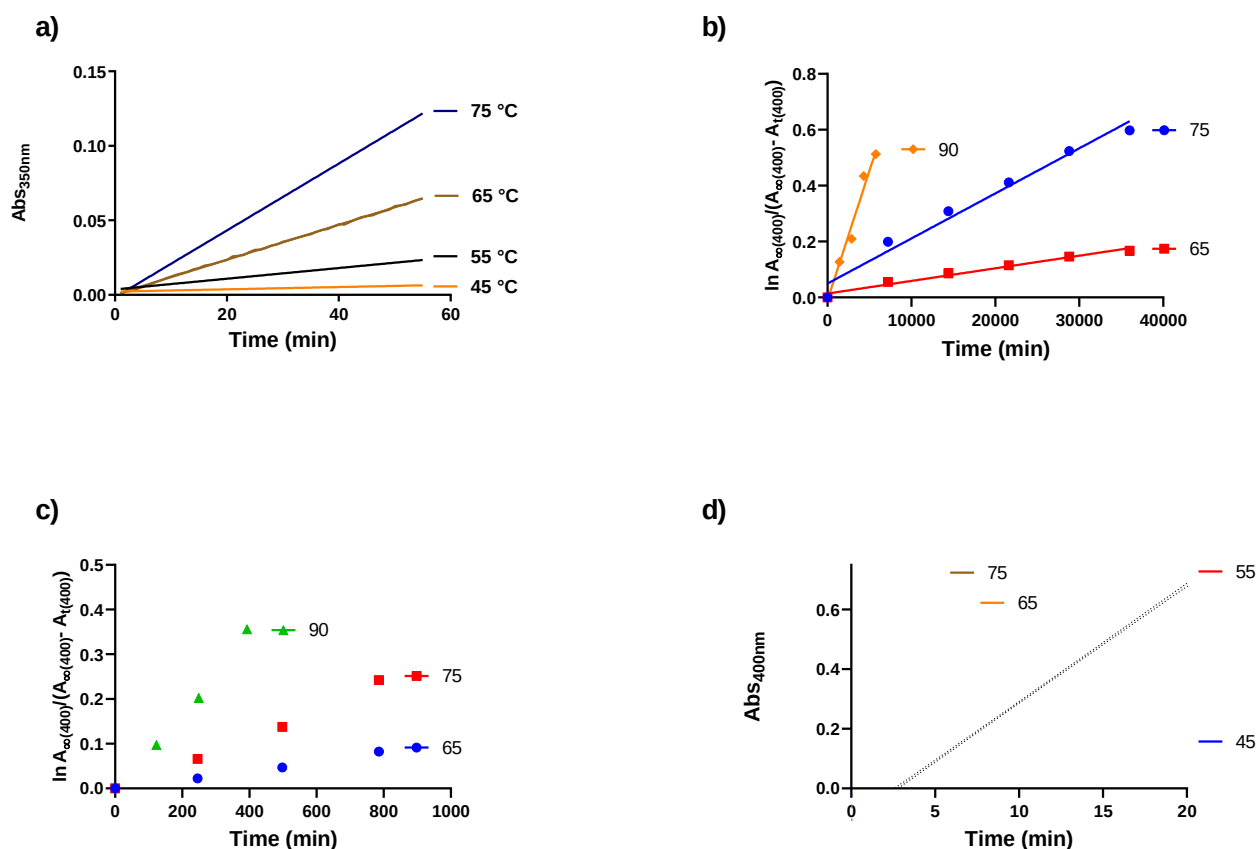 a)
Abs350nm
0.15
0.10
0.05
0.00
0 20 40 60
Time (min)
75 °C
65 °C
55 °C
45 °C
b)
ln A∞(400)/(A∞(400)- At(400))
0.8
0.6
0.4
0.2
0.0
0 10000 20000 30000 40000
Time (min)
90
75
65
c)
ln A∞(400)/(A∞(400)- At(400))
0.5
0.4
0.3
0.2
0.1
0.0
0 200 400 600 800 1000
Time (min)
90
75
65
d)
Abs400nm
0.6
0.4
0.2
0.0
0 5 10 15 20
Time (min)
75
65
55
45